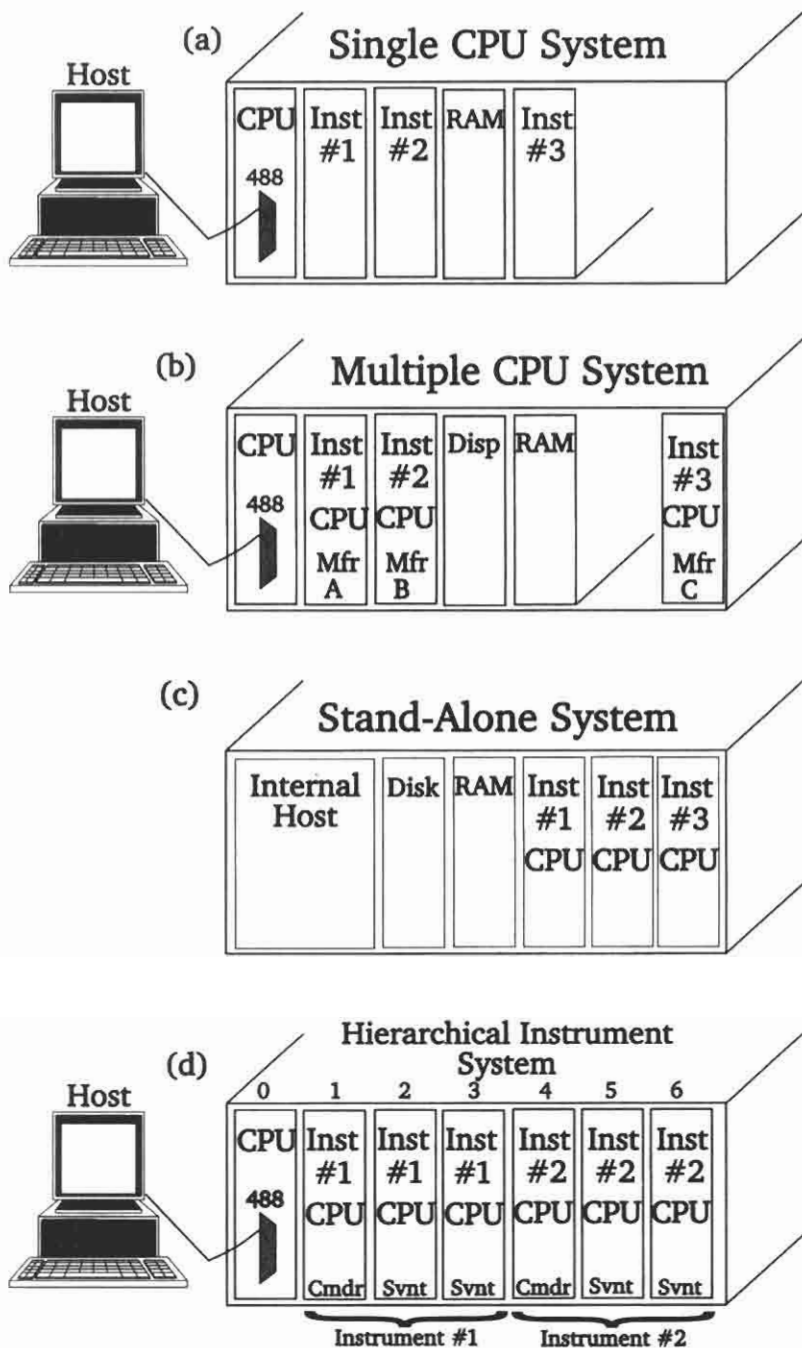 (a)
Single CPU System
Host
CPU
488
Inst
#1
Inst
#2
RAM
Inst
#3
(b)
Multiple CPU System
Host
CPU
488
Inst
#1
CPU
Mfr
A
Inst
#2
CPU
Mfr
B
Disp
RAM
Inst
#3
CPU
Mfr
C
(c)
Stand-Alone System
Internal
Host
Disk
RAM
Inst
#1
CPU
Inst
#2
CPU
Inst
#3
CPU
(d)
Hierarchical Instrument
System
Host
0 1 2 3 4 5 6
CPU
488
Inst
#1
CPU
Cmdr
Inst
#1
CPU
Svnt
Inst
#1
CPU
Svnt
Inst
#2
CPU
Cmdr
Inst
#2
CPU
Svnt
Inst
#2
CPU
Svnt
Instrument #1
Instrument #2